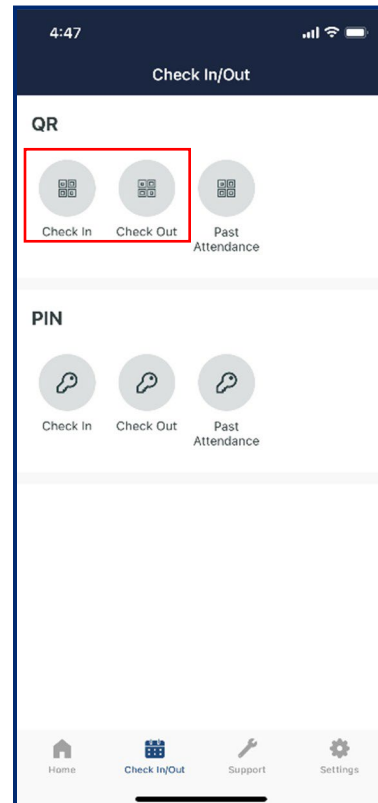 4:47
Check In/Out
QR
Check In Check Out Past
Attendance
PIN
Check In Check Out Past
Attendance
Home Check In/Out Support Settings